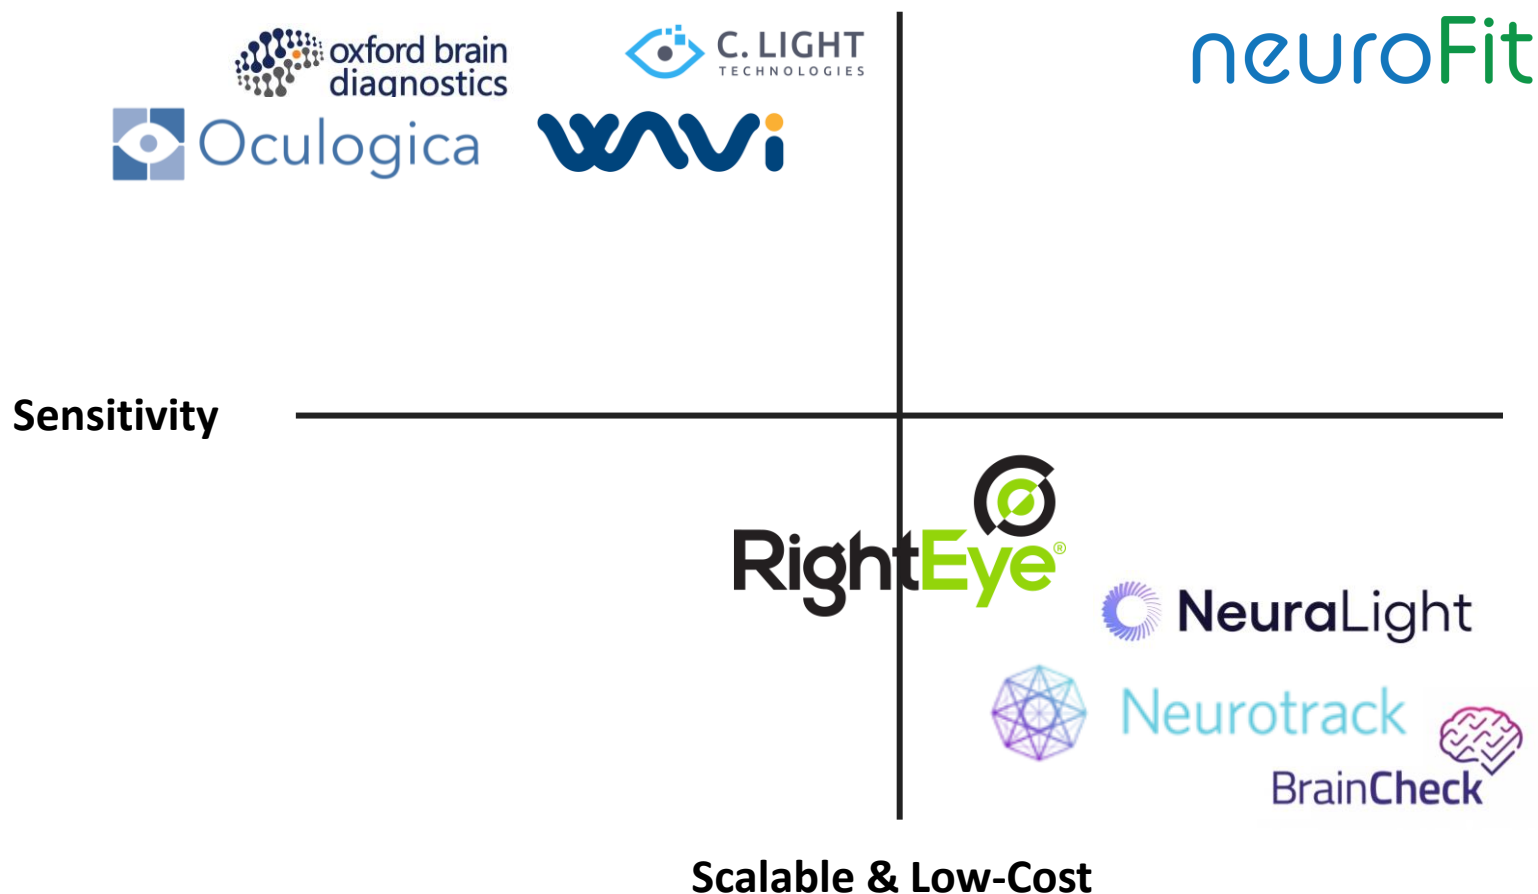 oxford brain
diagnostics
C. LIGHT
TECHNOLOGIES
neuroFit
Oculogica
WAVi
Sensitivity
RightEye®
NeuraLight
Neurotrack
BrainCheck
Scalable & Low-Cost